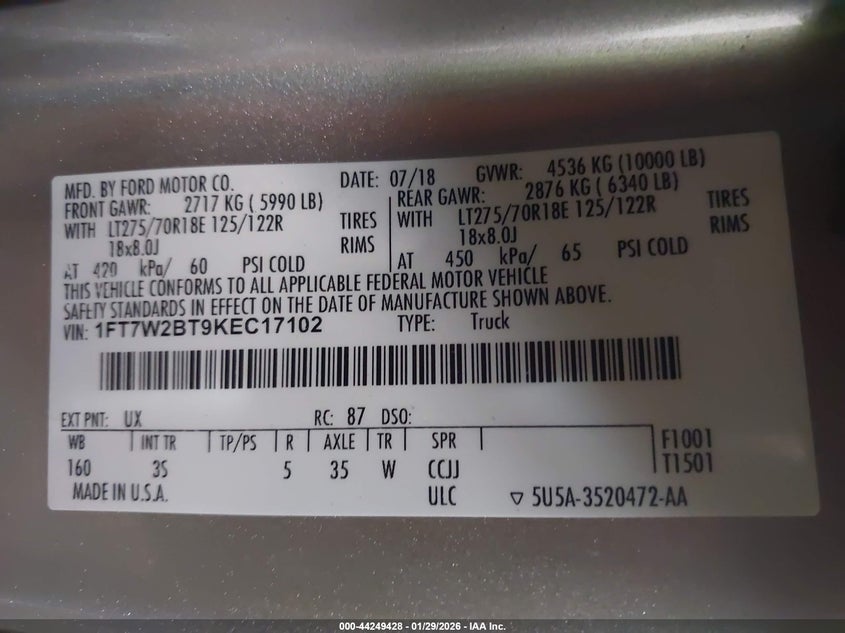 MFD. BY FORD MOTOR CO. DATE: 07/18 GVWR: 4536 KG (10000 LB)
FRONT GAWR: 2717 KG ( 5990 LB) REAR GAWR: 2876 KG ( 6340 LB)
WITH LT275/70R18E 125/122R TIRES WITH LT275/70R18E 125/122R TIRES
18x8.0J RIMS 18x8.0J RIMS
AT 420 kPa/ 60 PSI COLD AT 450 kPa/ 65 PSI COLD
THIS VEHICLE CONFORMS TO ALL APPLICABLE FEDERAL MOTOR VEHICLE
SAFETY STANDARDS IN EFFECT ON THE DATE OF MANUFACTURE SHOWN ABOVE.
VIN: 1FT7W2BT9KEC17102 TYPE: Truck
EXT PNT: UX RC: 87 DSO:
WB INT TR TP/PS R AXLE TR SPR F1001
160 3S 5 35 W CCJJ T1501
MADE IN U.S.A. ULC ▽ 5U5A-3520472-AA
000-44249428 - 01/29/2026 - IAA Inc.